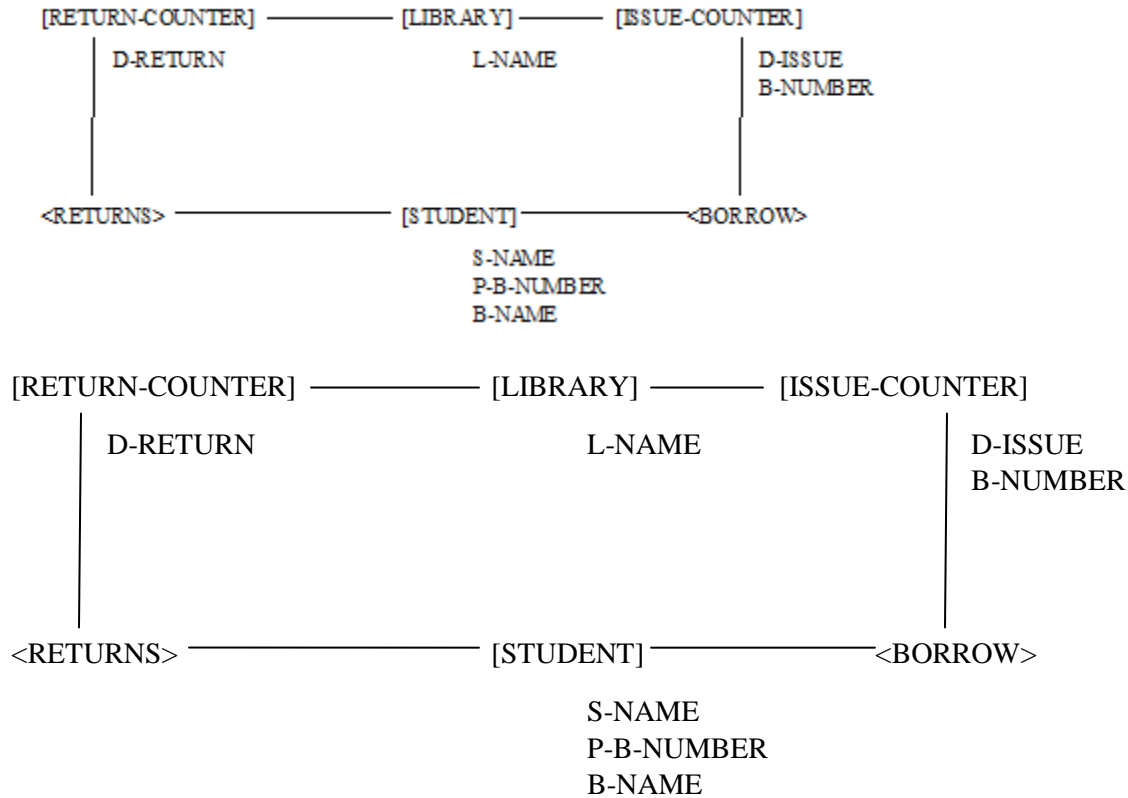 [RETURN-COUNTER] [LIBRARY] [ISSUE-COUNTER]
D-RETURN L-NAME D-ISSUE
B-NUMBER
<RETURNS> [STUDENT] <BORROW>
S-NAME
P-B-NUMBER
B-NAME
[RETURN-COUNTER] [LIBRARY] [ISSUE-COUNTER]
D-RETURN L-NAME D-ISSUE
B-NUMBER
<RETURNS> [STUDENT] <BORROW>
S-NAME
P-B-NUMBER
B-NAME